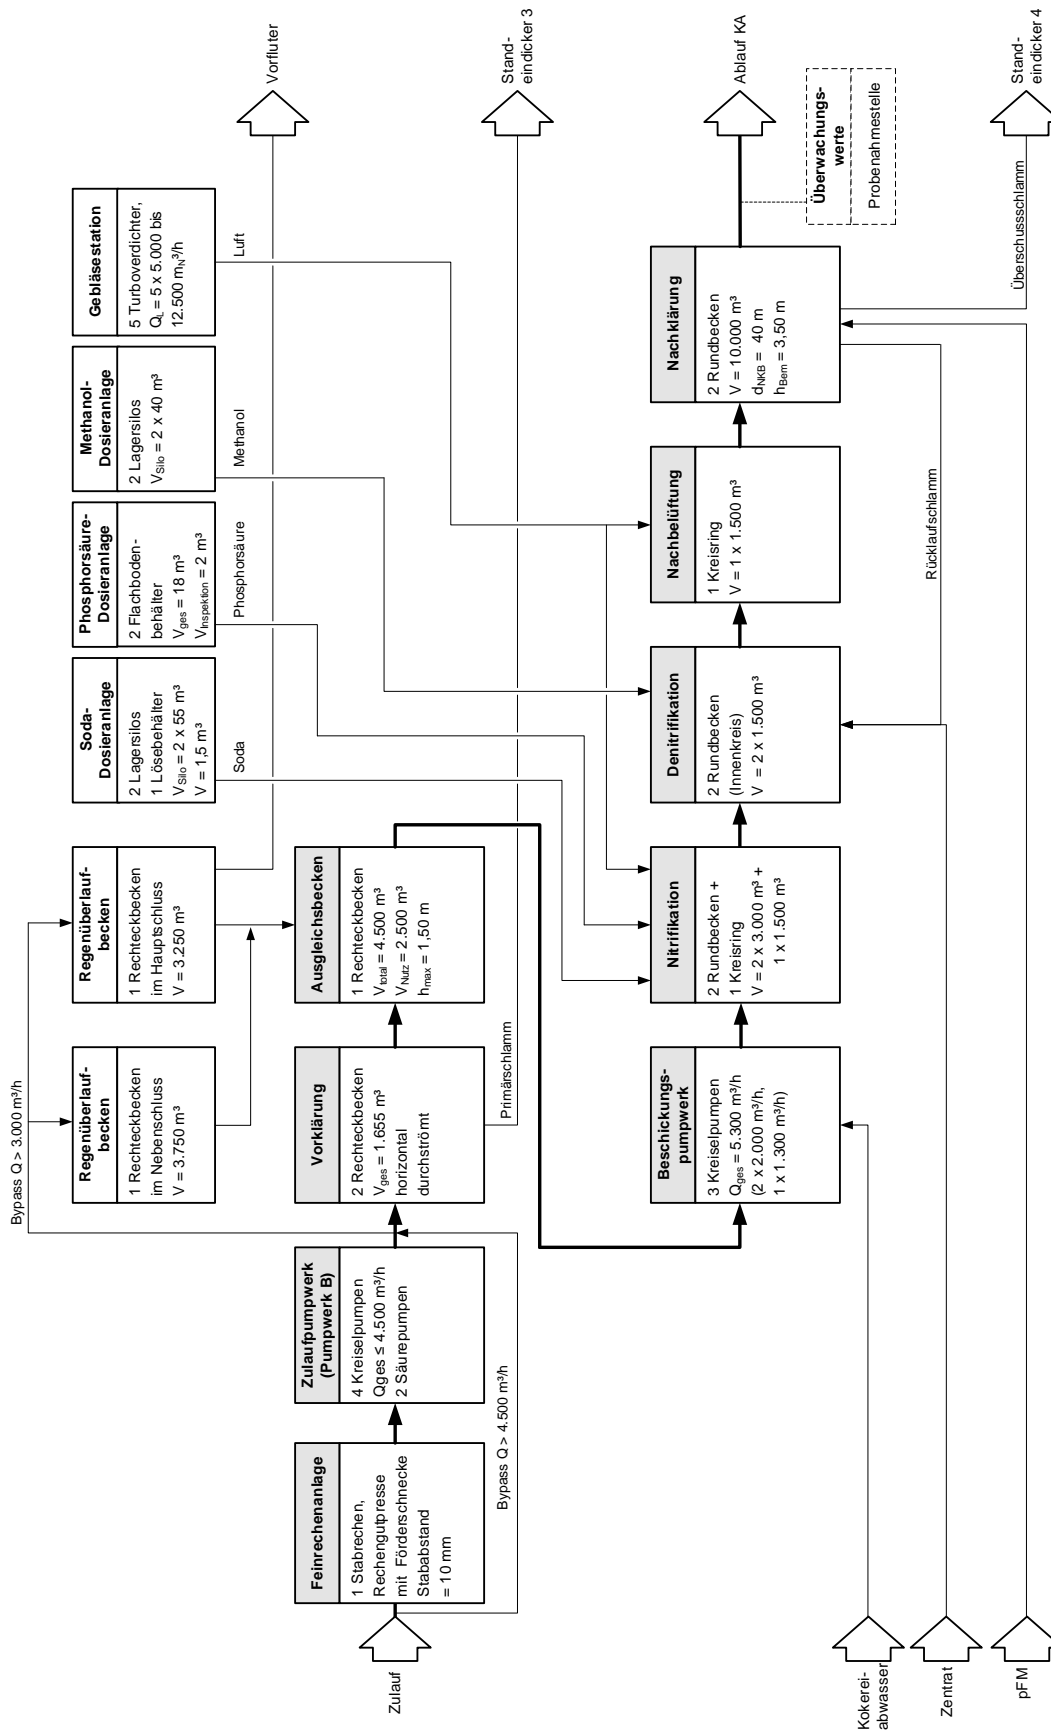 Bypass Q > 3.000 m³/h
Regenüberlauf-
becken
1 Rechteckbecken
im Nebenschluss
V = 3.750 m³
Regenüberlauf-
becken
1 Rechteckbecken
im Hauptschluss
V = 3.250 m³
Soda-
Dosieranlage
2 Lagersilos
1 Lösebehälter
VSilo = 2 x 55 m³
V = 1,5 m³
Phosphorsäure-
Dosieranlage
2 Flachboden-
behälter
Vges = 18 m³
VInspektion = 2 m³
Methanol-
Dosieranlage
2 Lagersilos
VSilo = 2 x 40 m³
Gebläsestation
5 Turboverdichter,
QL = 5 x 5.000 bis
12.500 mN³/h
Soda
Phosphorsäure
Methanol
Luft
Vorfluter
Zulauf
Feinrechenanlage
1 Stabrechen,
Rechengutpresse
mit Förderschnecke
Stababstand
= 10 mm
Zulaufpumpwerk
(Pumpwerk B)
4 Kreiselpumpen
Qges ≤ 4.500 m³/h
2 Säurepumpen
Vorklärung
2 Rechteckbecken
Vges = 1.655 m³
horizontal
durchströmt
Ausgleichsbecken
1 Rechteckbecken
Vtotal = 4.500 m³
VNutz = 2.500 m³
hmax = 1,50 m
Bypass Q > 4.500 m³/h
Primärschlamm
Stand-
eindicker 3
Beschickungs-
pumpwerk
3 Kreiselpumpen
Qges = 5.300 m³/h
(2 x 2.000 m³/h,
1 x 1.300 m³/h)
Nitrifikation
2 Rundbecken +
1 Kreisring
V = 2 x 3.000 m³ +
1 x 1.500 m³
Denitrifikation
2 Rundbecken
(Innenkreis)
V = 2 x 1.500 m³
Nachbelüftung
1 Kreisring
V = 1 x 1.500 m³
Nachklärung
2 Rundbecken
V = 10.000 m³
dNKB = 40 m
hBem = 3,50 m
Ablauf KA
Überwachungs-
werte
Probenahmestelle
Kokerei-
abwasser
Zentrat
Rücklaufschlamm
pFM
Überschussschlamm
Stand-
eindicker 4